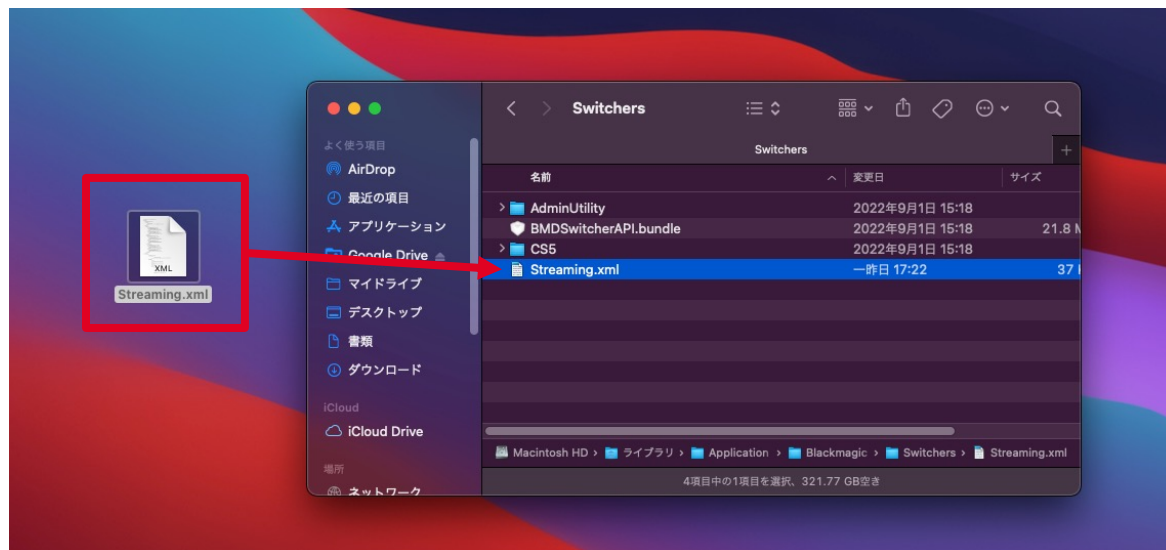 XML
Streaming.xml
Switchers
Switchers
よく使う項目
AirDrop
最近の項目
アプリケーション
Google Drive
マイドライブ
デスクトップ
書類
ダウンロード
iCloud
iCloud Drive
場所
ネットワーク
名前 変更日 サイズ
AdminUtility 2022年9月1日 15:18
BMDSwitcherAPI.bundle 2022年9月1日 15:18 21.8
CS5 2022年9月1日 15:18
Streaming.xml 一昨日 17:22 37
Macintosh HD › ライブラリ › Application › Blackmagic › Switchers › Streaming.xml
4項目中の1項目を選択、321.77 GB空き